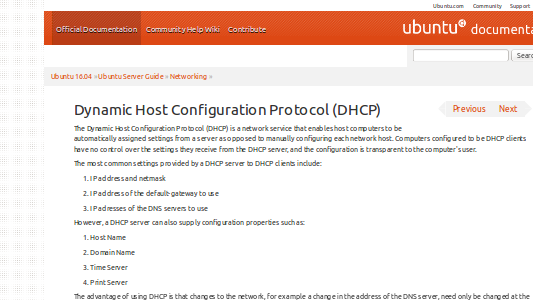 Ubuntu.com Community Support
Official Documentation Community Help Wiki Contribute
ubuntu documenta
Searc
Ubuntu 16.04 » Ubuntu Server Guide » Networking »
Dynamic Host Configuration Protocol (DHCP)
Previous Next
The Dynamic Host Configuration Protocol (DHCP) is a network service that enables host computers to be
automatically assigned settings from a server as opposed to manually configuring each network host. Computers configured to be DHCP clients
have no control over the settings they receive from the DHCP server, and the configuration is transparent to the computer's user.
The most common settings provided by a DHCP server to DHCP clients include:
1. IP address and netmask
2. IP address of the default-gateway to use
3. IP adresses of the DNS servers to use
However, a DHCP server can also supply configuration properties such as:
1. Host Name
2. Domain Name
3. Time Server
4. Print Server
The advantage of using DHCP is that changes to the network, for example a change in the address of the DNS server, need only be changed at the